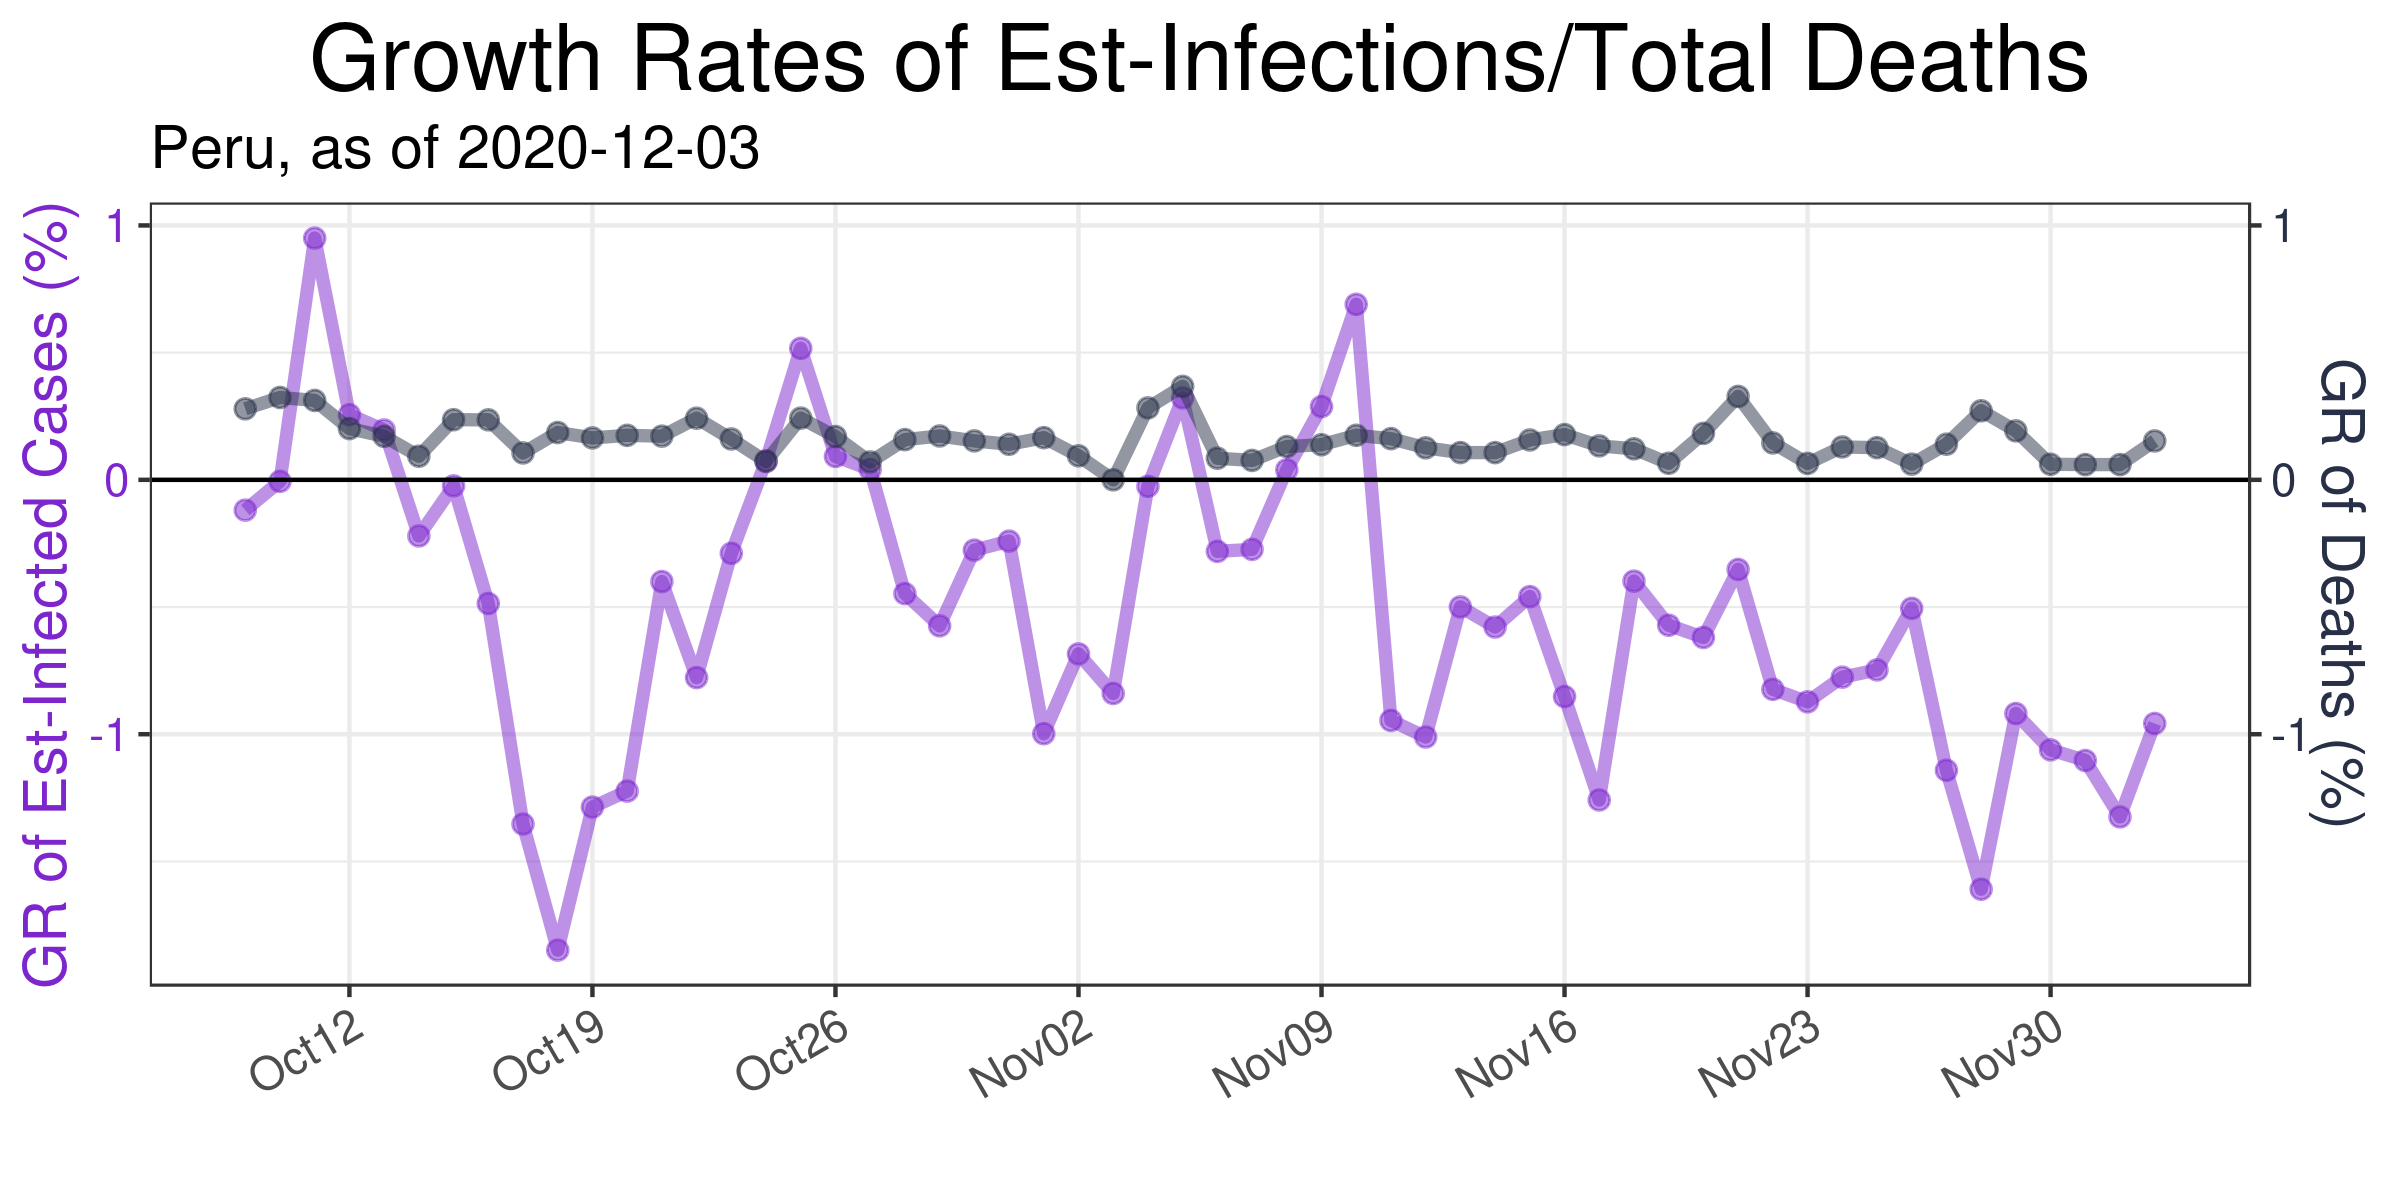 Growth Rates of Est-Infections/Total Deaths
Peru, as of 2020-12-03
GR of Est-Infected Cases (%)
1
0
-1
1
0
-1
GR of Deaths (%)
Oct12
Oct19
Oct26
Nov02
Nov09
Nov16
Nov23
Nov30